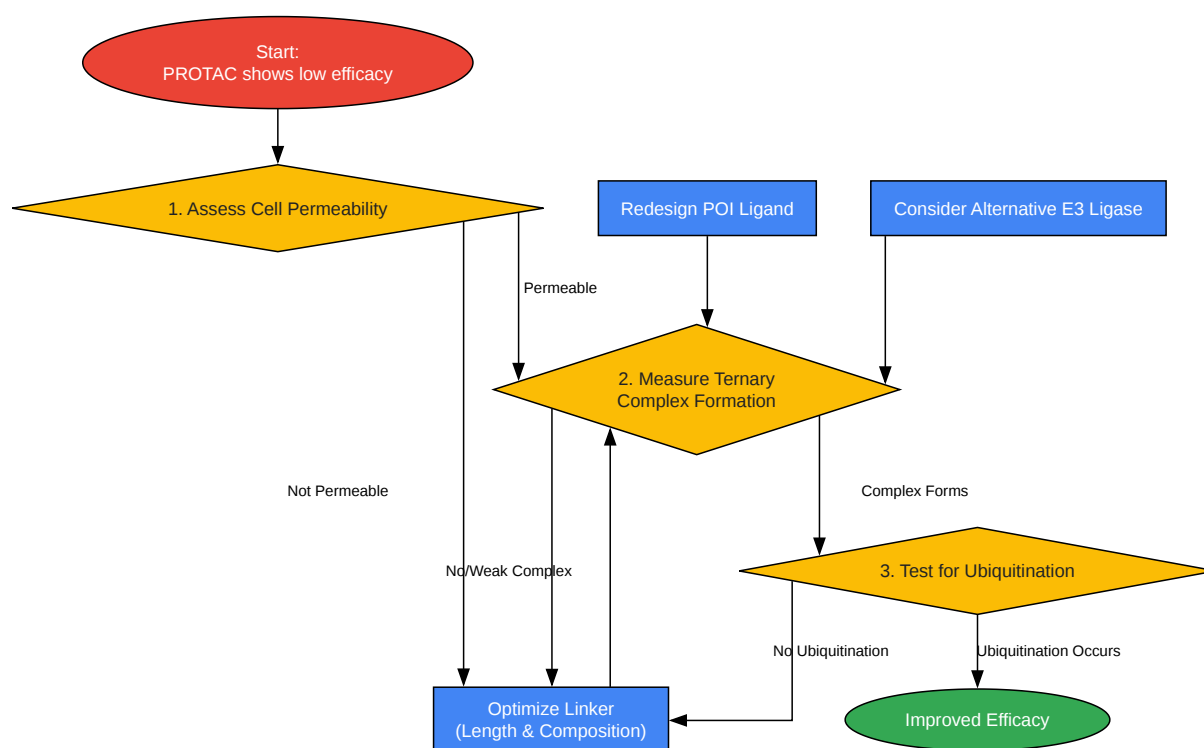 Start:
PROTAC shows low efficacy
1. Assess Cell Permeability
Redesign POI Ligand
Consider Alternative E3 Ligase
Permeable
2. Measure Ternary
Complex Formation
Not Permeable
Complex Forms
No/Weak Complex
3. Test for Ubiquitination
No Ubiquitination
Ubiquitination Occurs
Optimize Linker
(Length & Composition)
Improved Efficacy